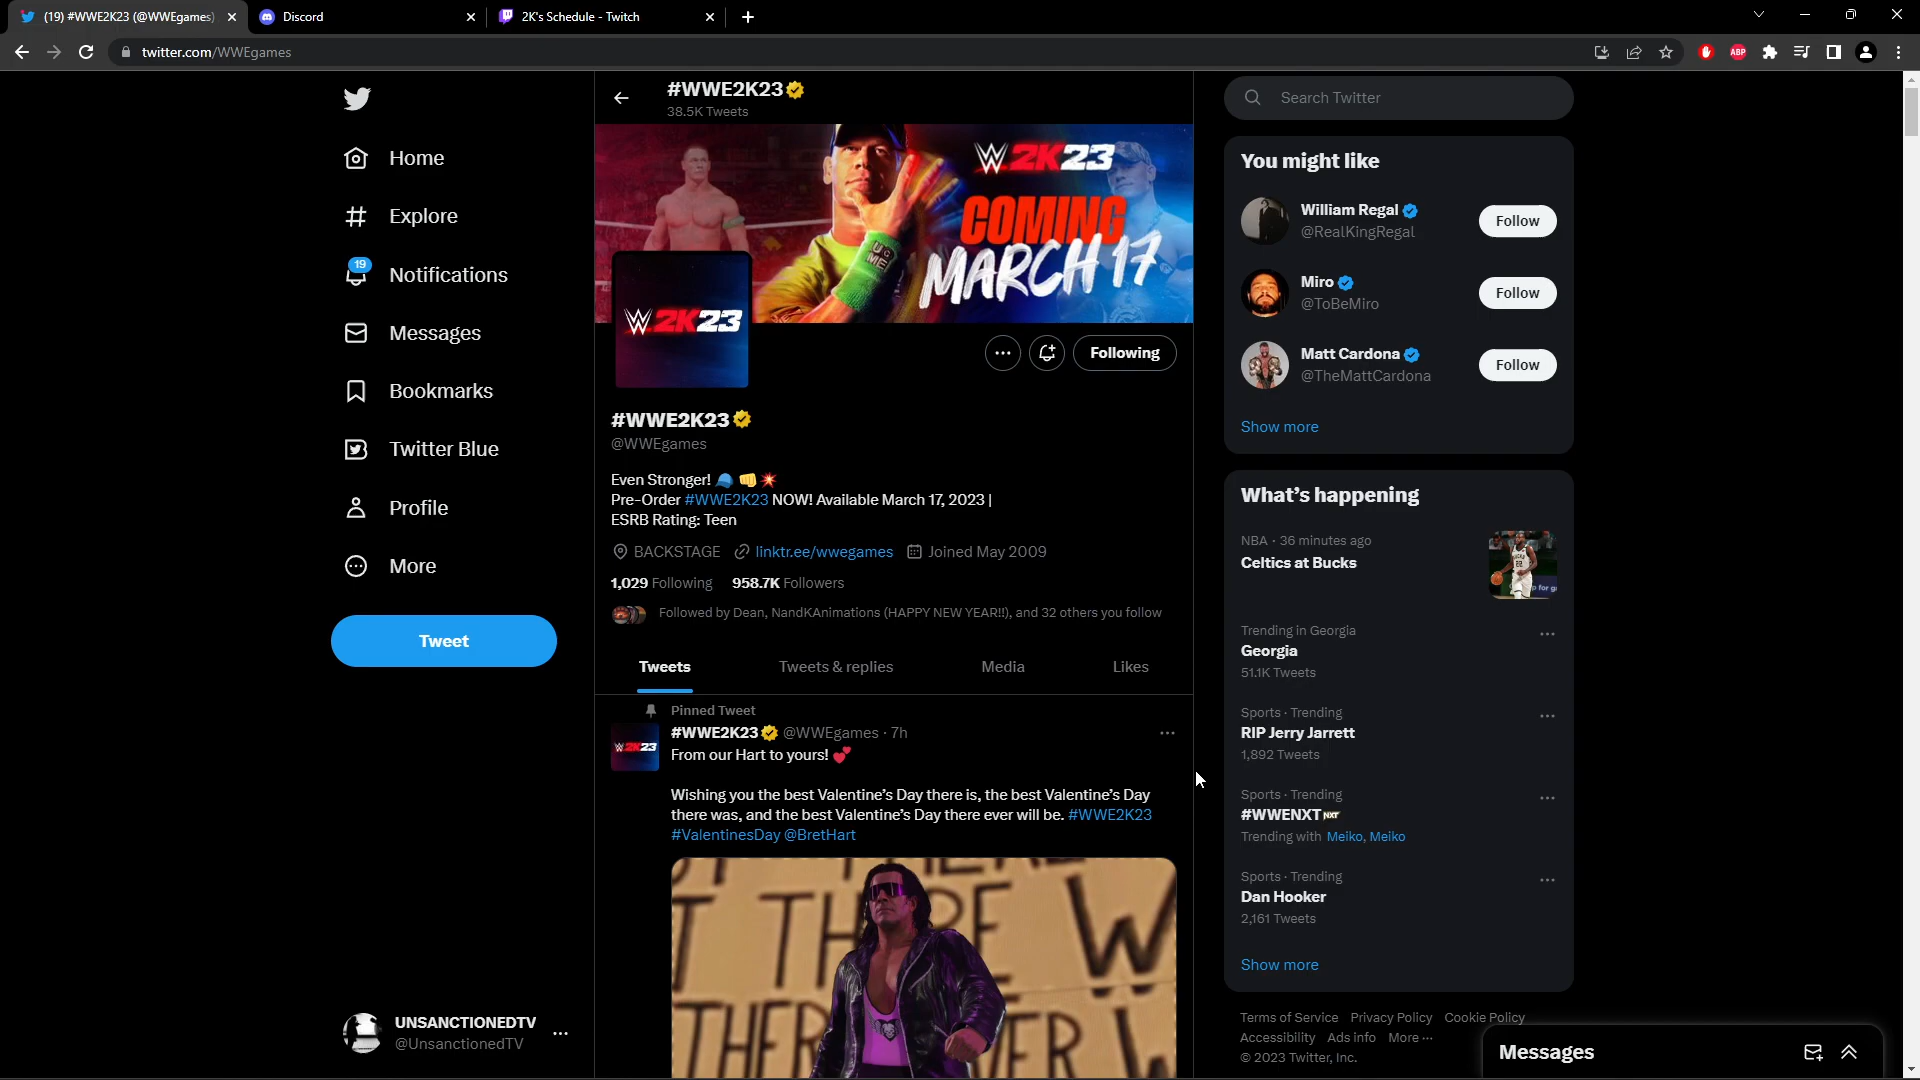 (19) #WWE2K23 (@WWEgames)
Discord
2K's Schedule - Twitch
twitter.com/WWEgames
ABP
Home
Explore
19
Notifications
Messages
Bookmarks
Twitter Blue
Profile
More
Tweet
UNSANCTIONEDTV
@UnsanctionedTV
#WWE2K23
38.5K Tweets
W 2K23
COMING
MARCH 17
U C
ME
W 2K23
Following
#WWE2K23
@WWEgames
Even Stronger! 🧢 👊 💥
Pre-Order #WWE2K23 NOW! Available March 17, 2023 |
ESRB Rating: Teen
BACKSTAGE linktr.ee/wwegames Joined May 2009
1,029 Following 958.7K Followers
Followed by Dean, NandKAnimations (HAPPY NEW YEAR!!), and 32 others you follow
Tweets Tweets & replies Media Likes
Pinned Tweet
W 2K23
#WWE2K23 @WWEgames · 7h
From our Hart to yours! 💕
Wishing you the best Valentine’s Day there is, the best Valentine’s Day
there was, and the best Valentine’s Day there ever will be. #WWE2K23
#ValentinesDay @BretHart
Search Twitter
You might like
William Regal
@RealKingRegal
Follow
Miro
@ToBeMiro
Follow
Matt Cardona
@TheMattCardona
Follow
Show more
What’s happening
NBA · 36 minutes ago
Celtics at Bucks
Trending in Georgia
Georgia
51.1K Tweets
Sports · Trending
RIP Jerry Jarrett
1,892 Tweets
Sports · Trending
#WWENXT NXT
Trending with Meiko, Meiko
Sports · Trending
Dan Hooker
2,161 Tweets
Show more
Terms of Service Privacy Policy Cookie Policy
Accessibility Ads info More ···
© 2023 Twitter, Inc.
Messages